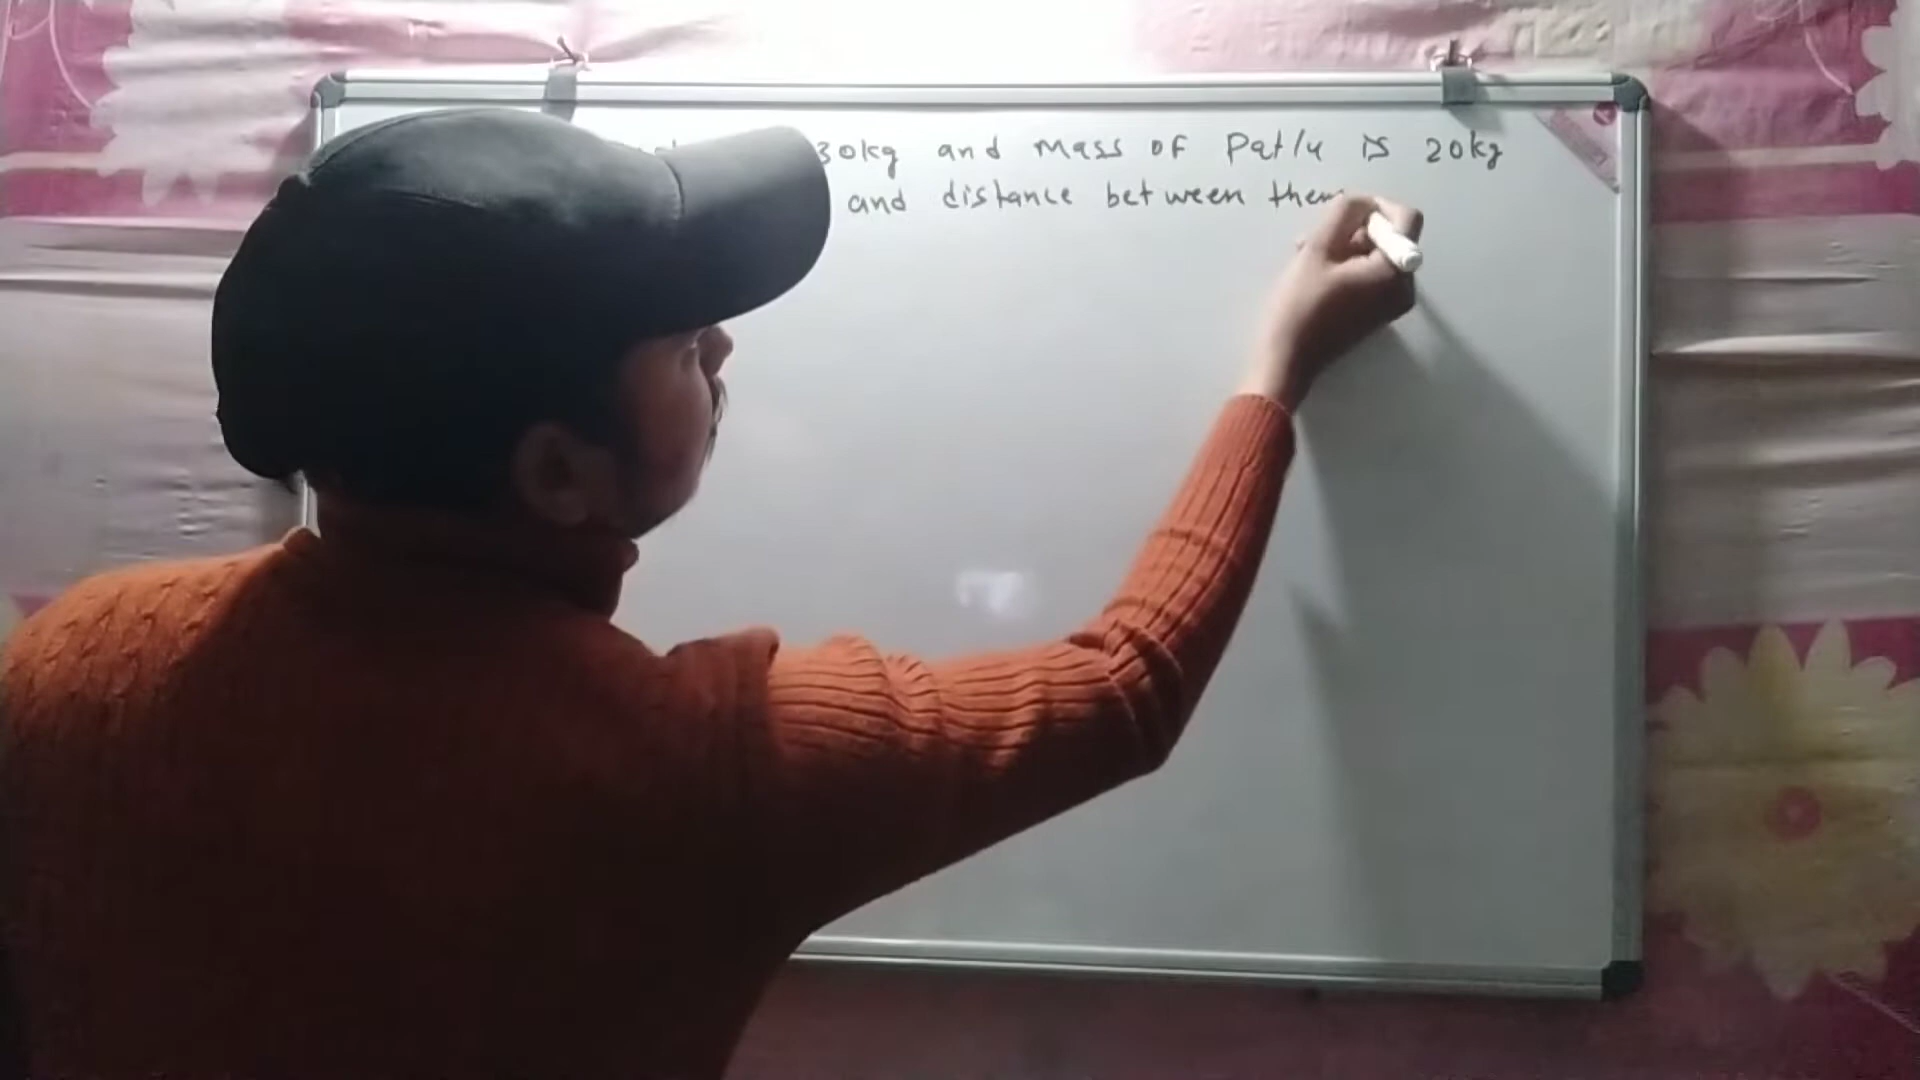 30kg and mass of Patlu is 20kg
and distance between them